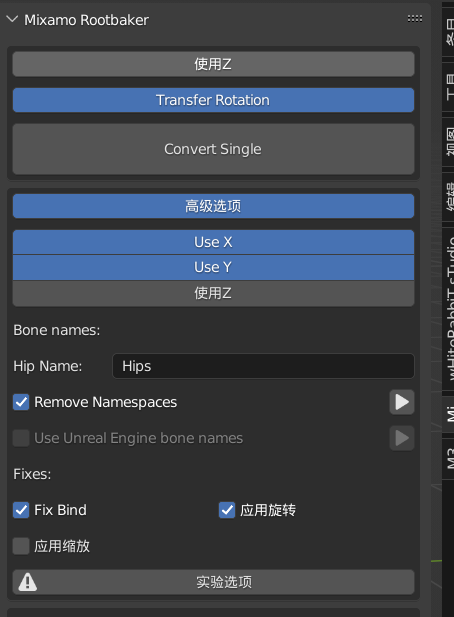 Mixamo Rootbaker
使用Z
Transfer Rotation
Convert Single
高级选项
Use X
Use Y
使用Z
Bone names:
Hip Name: Hips
Remove Namespaces
Use Unreal Engine bone names
Fixes:
Fix Bind 应用旋转
应用缩放
实验选项
条目
工具
视图
编辑
wHiteRabbiT sTudio
Mi
M3